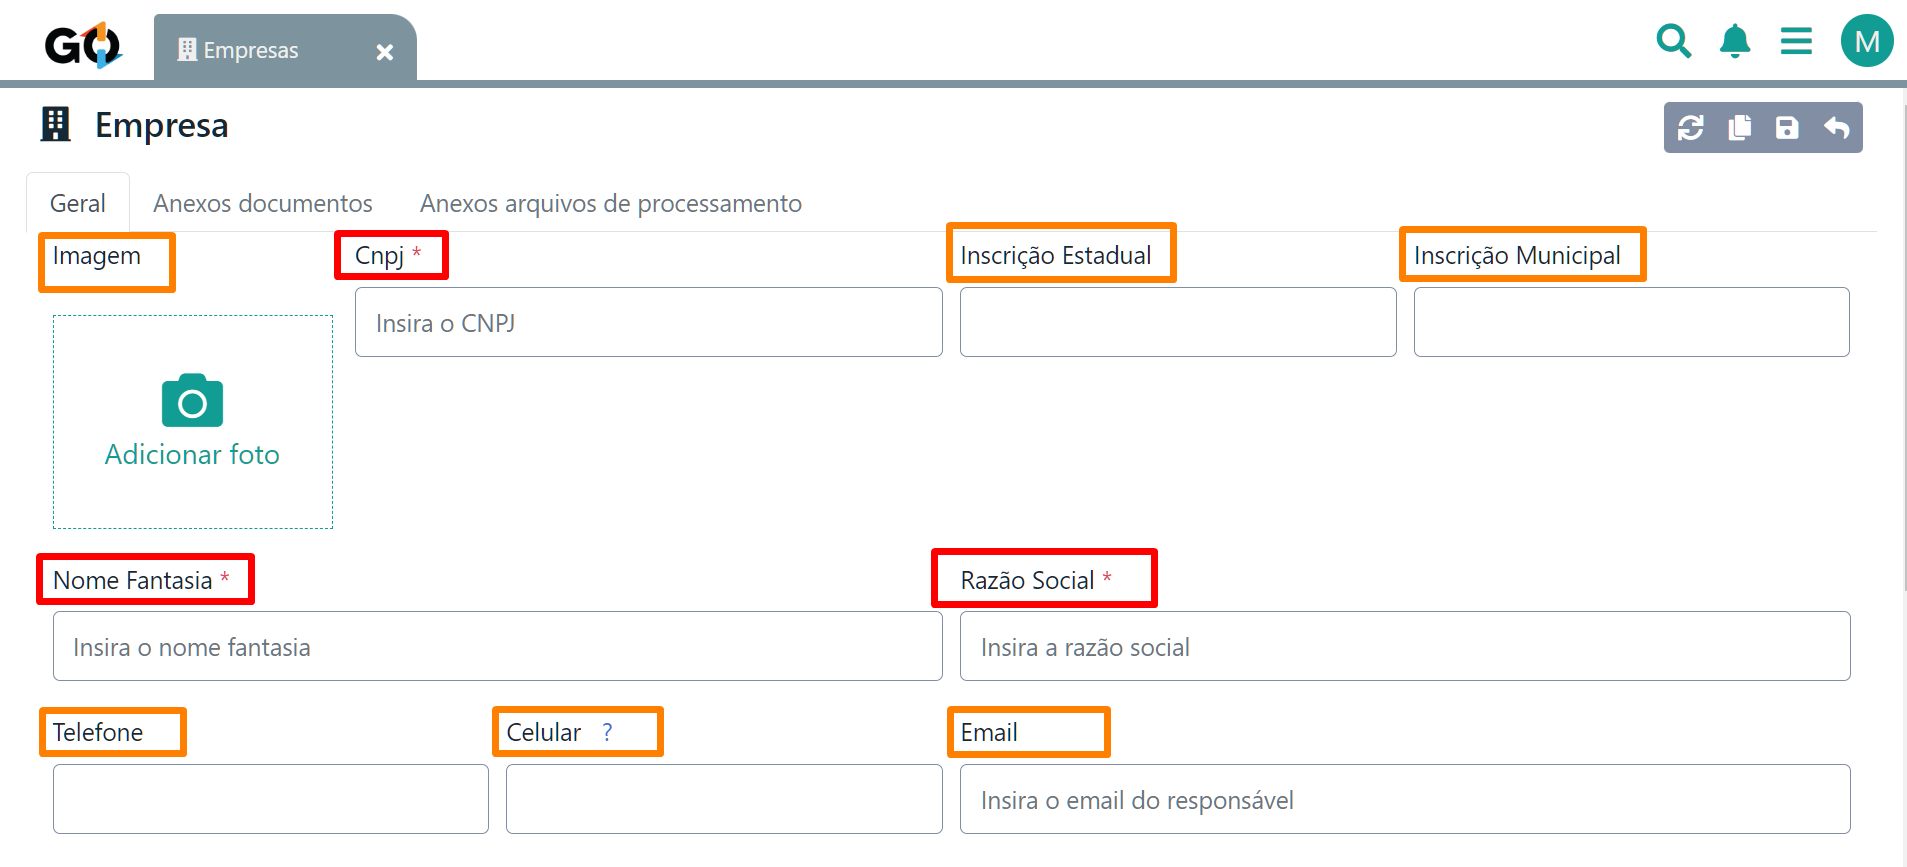 GO Empresas
M
Empresa
Geral Anexos documentos Anexos arquivos de processamento
Imagem Cnpj * Inscrição Estadual Inscrição Municipal
Insira o CNPJ
Adicionar foto
Nome Fantasia * Razão Social *
Insira o nome fantasia Insira a razão social
Telefone Celular ? Email
Insira o email do responsável